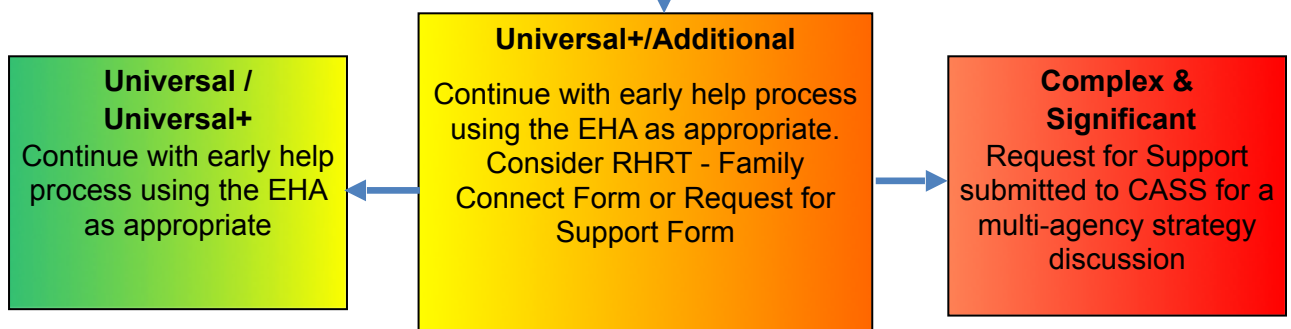 Universal /
Universal+
Continue with early help
process using the EHA
as appropriate
Universal+/Additional
Continue with early help process
using the EHA as appropriate.
Consider RHRT - Family
Connect Form or Request for
Support Form
Complex &
Significant
Request for Support
submitted to CASS for a
multi-agency strategy
discussion